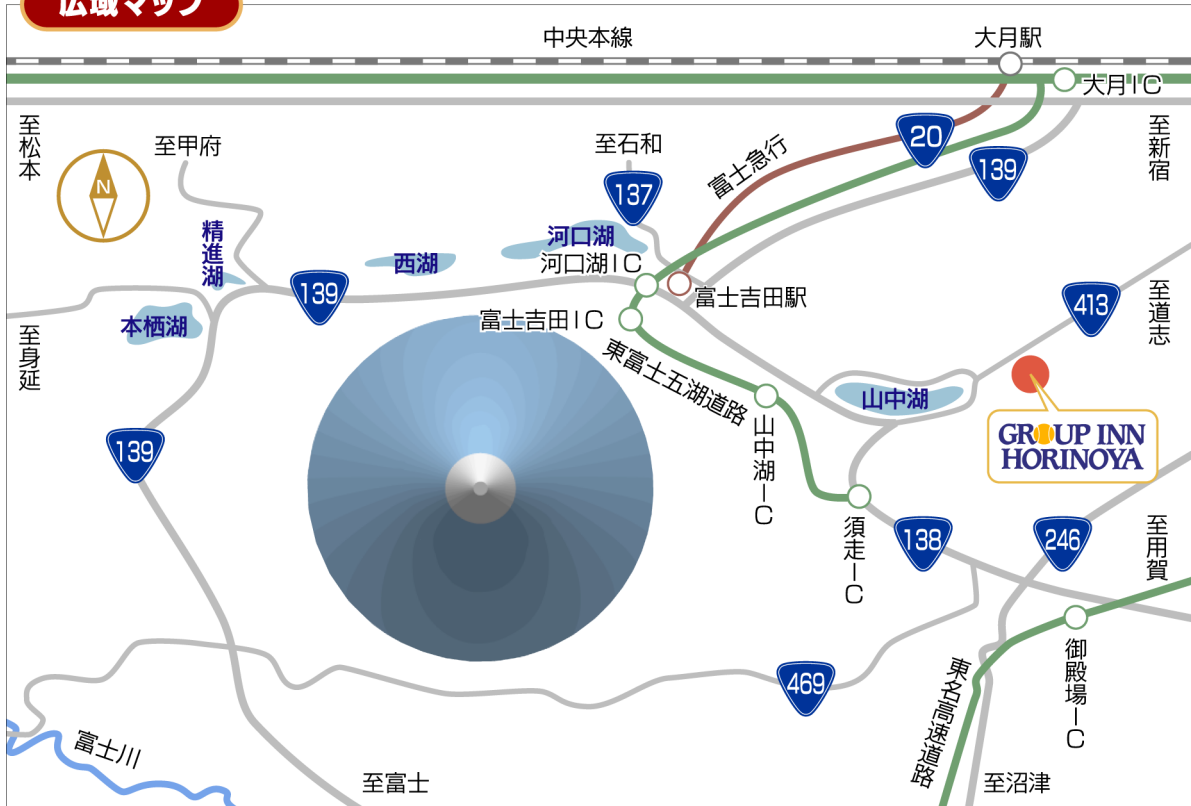 広域マップ
中央本線
大月駅
大月IC
至松本
至甲府
至石和
富士急行
20
139
至新宿
N
137
精進湖
西湖
河口湖
河口湖IC
139
富士吉田駅
413
至道志
本栖湖
富士吉田IC
至身延
東富士五湖道路
山中湖
GROUP INN
HORINOYA
139
山中湖IC
須走IC
138
246
至用賀
469
御殿場IC
東名高速道路
富士川
至富士
至沼津